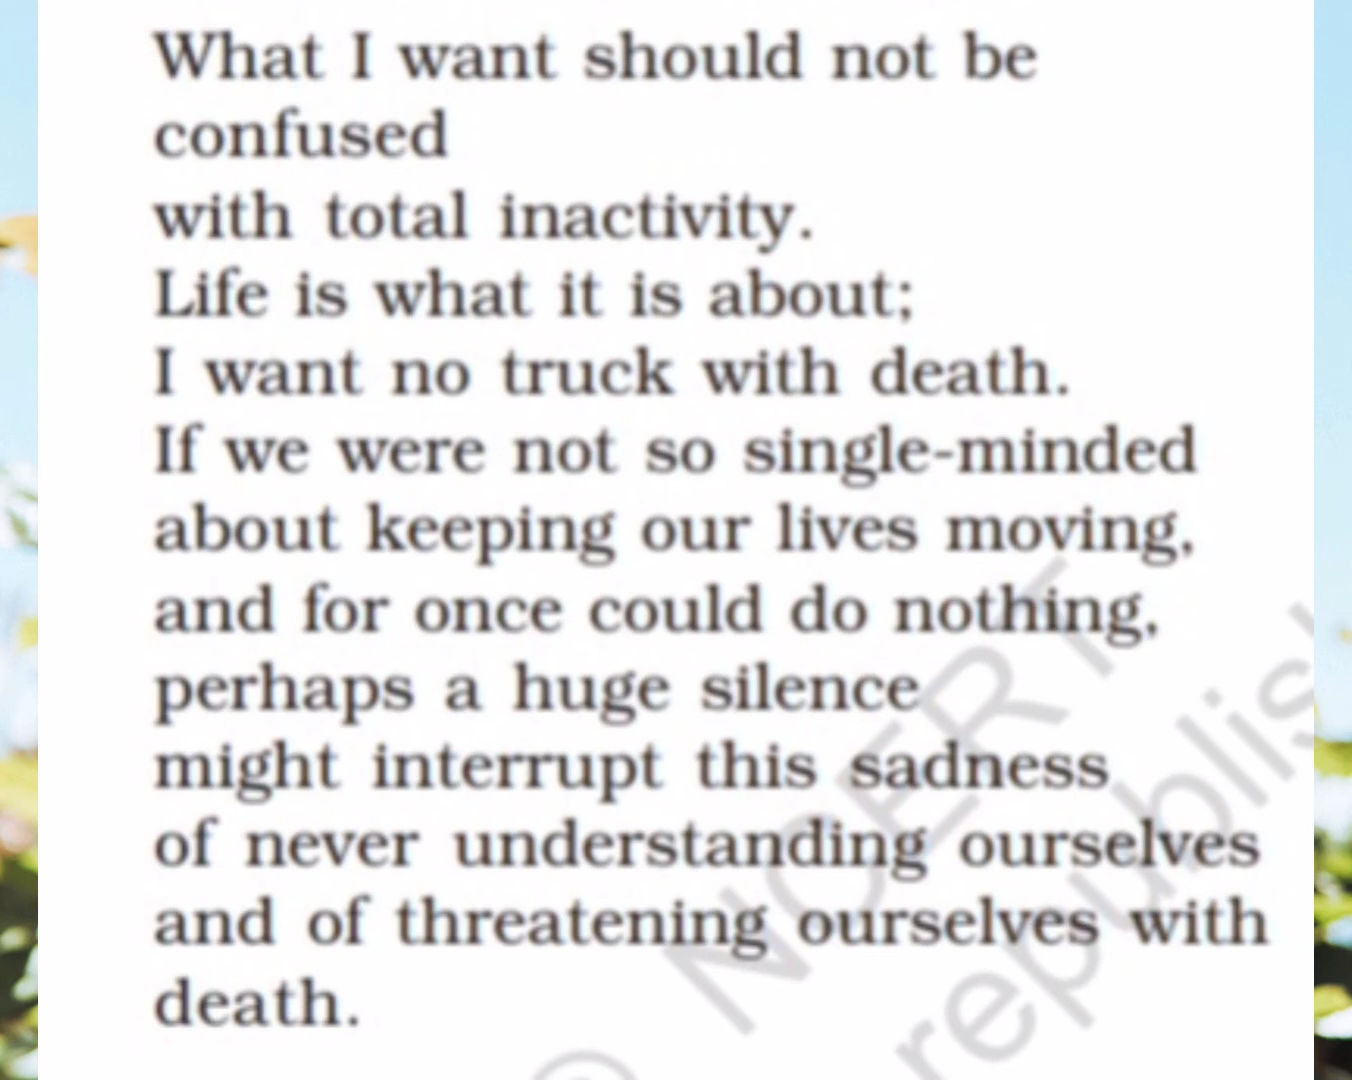 What I want should not be
confused
with total inactivity.
Life is what it is about;
I want no truck with death.
If we were not so single-minded
about keeping our lives moving,
and for once could do nothing,
perhaps a huge silence
might interrupt this sadness
of never understanding ourselves
and of threatening ourselves with
death.
© NCERT
republis